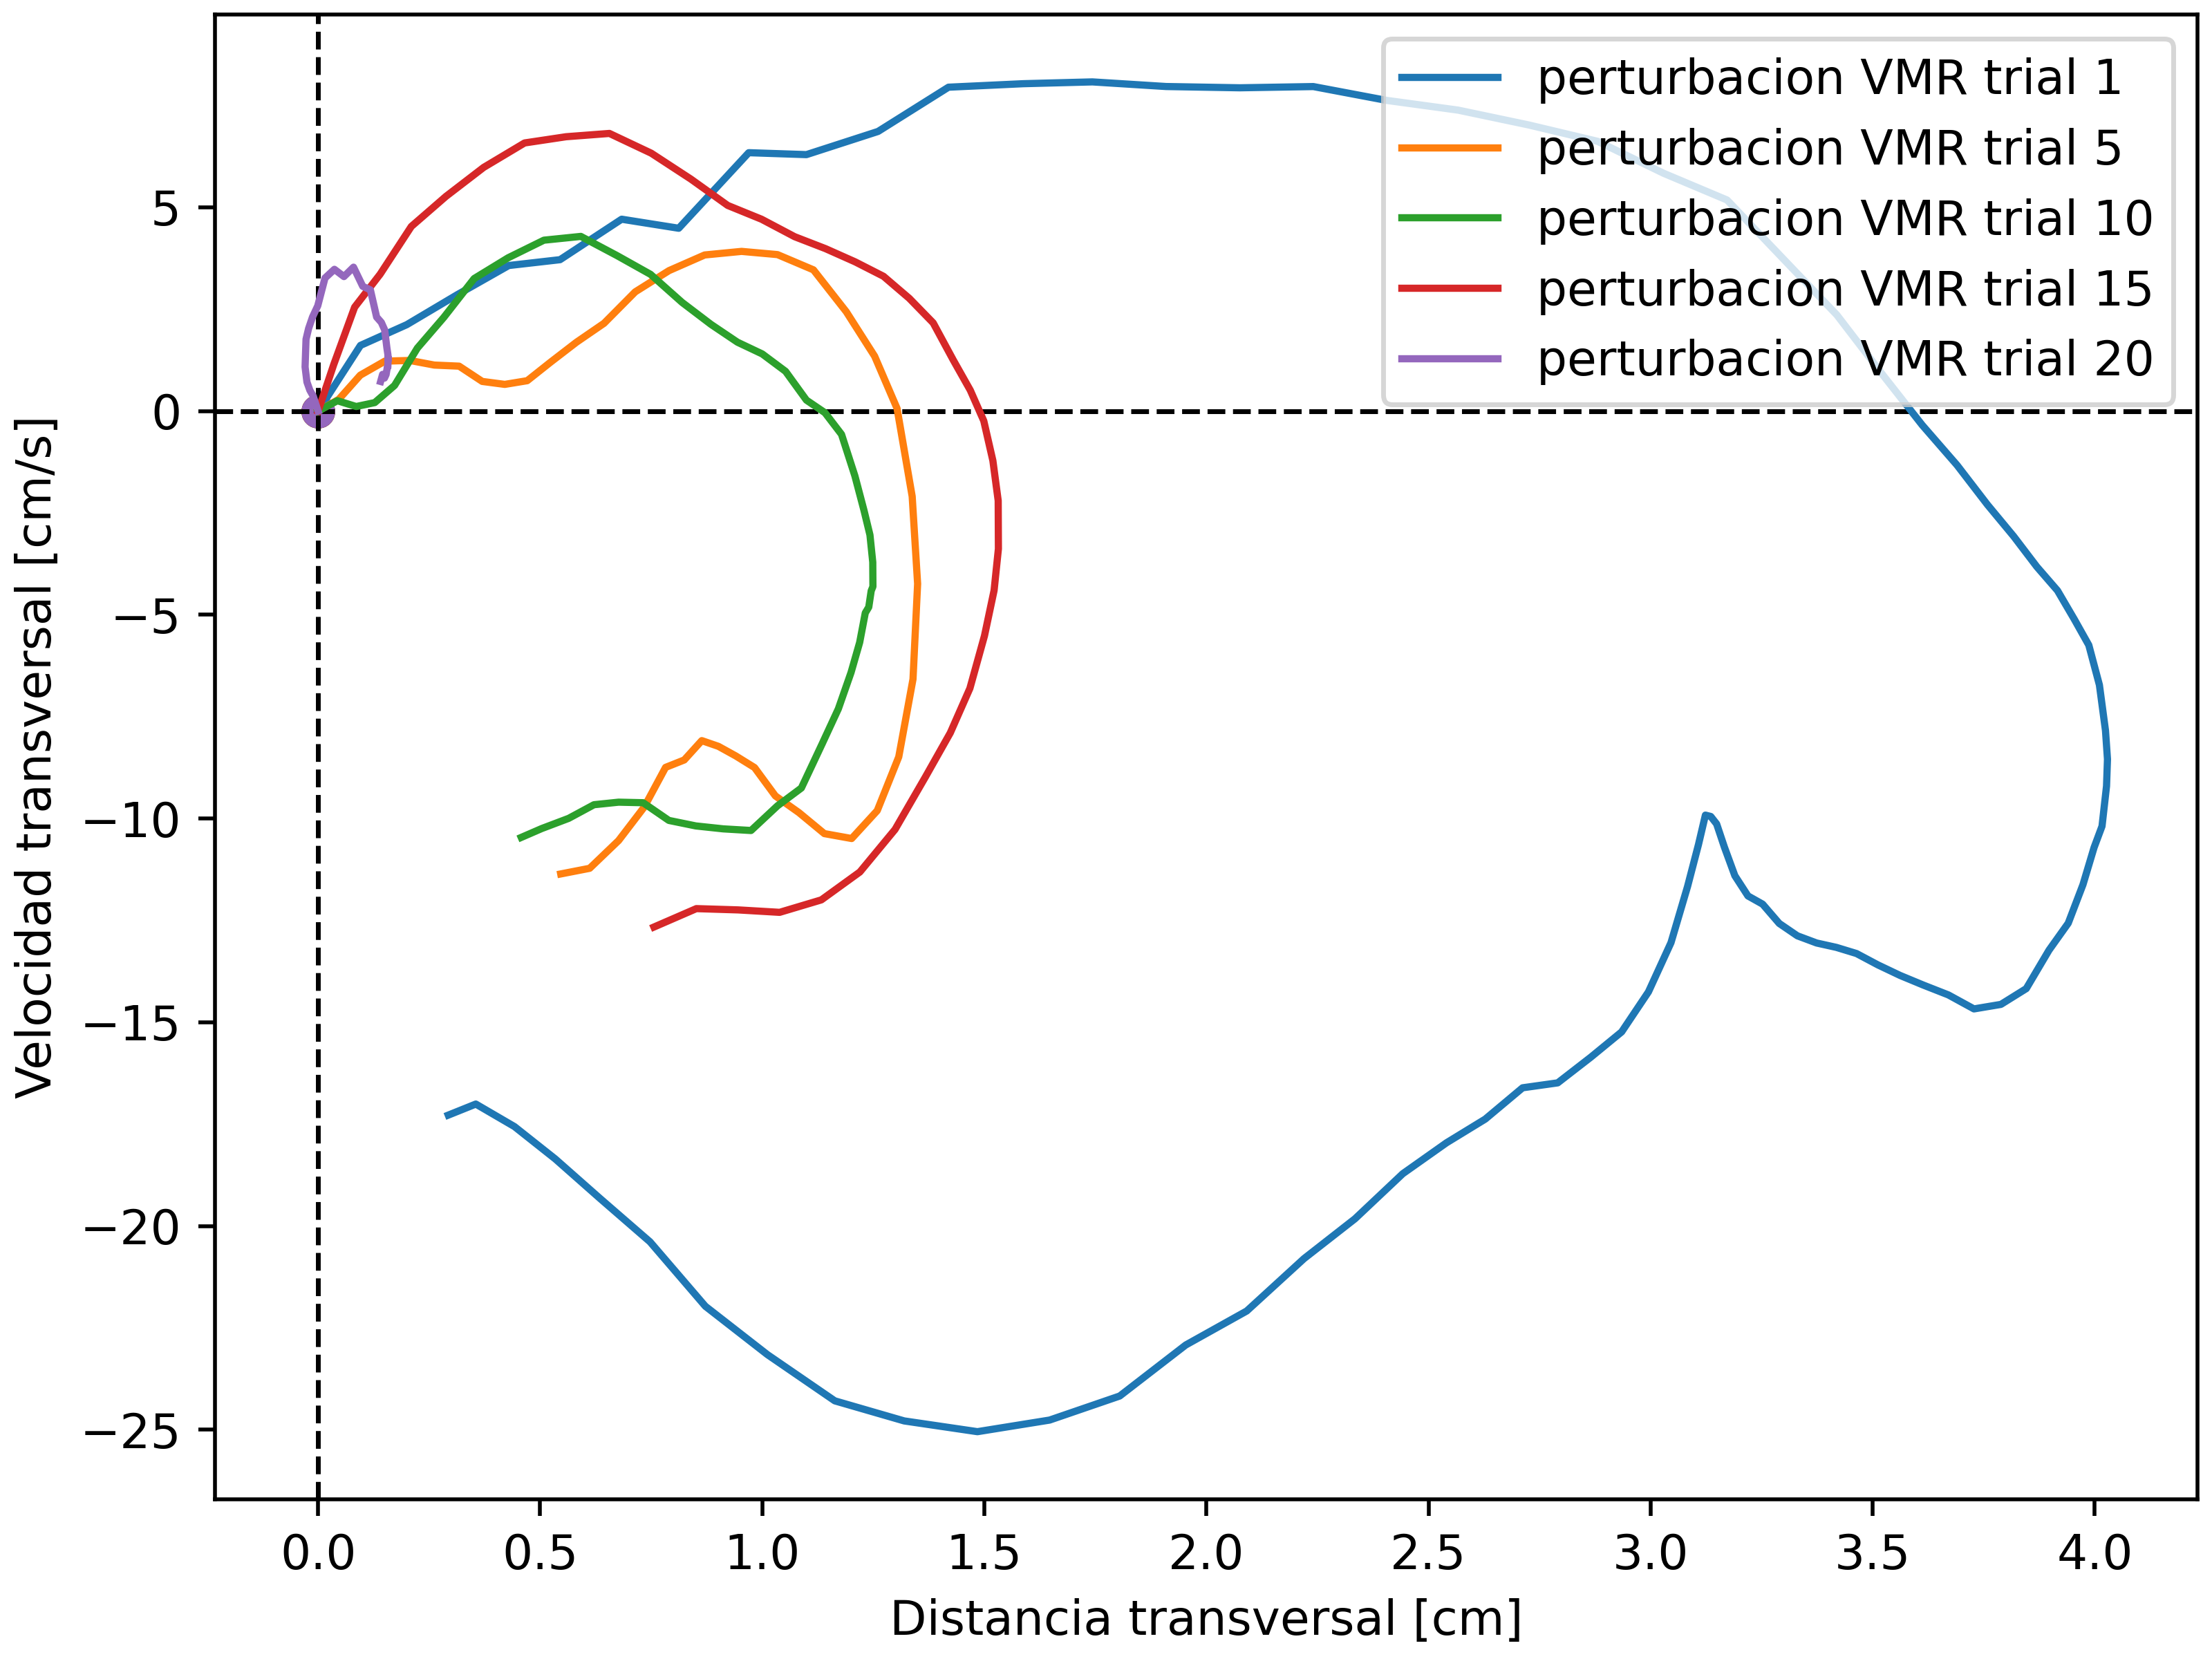 perturbacion VMR trial 1
perturbacion VMR trial 5
perturbacion VMR trial 10
perturbacion VMR trial 15
perturbacion VMR trial 20
Velocidad transversal [cm/s]
5
0
−5
−10
−15
−20
−25
0.0 0.5 1.0 1.5 2.0 2.5 3.0 3.5 4.0
Distancia transversal [cm]